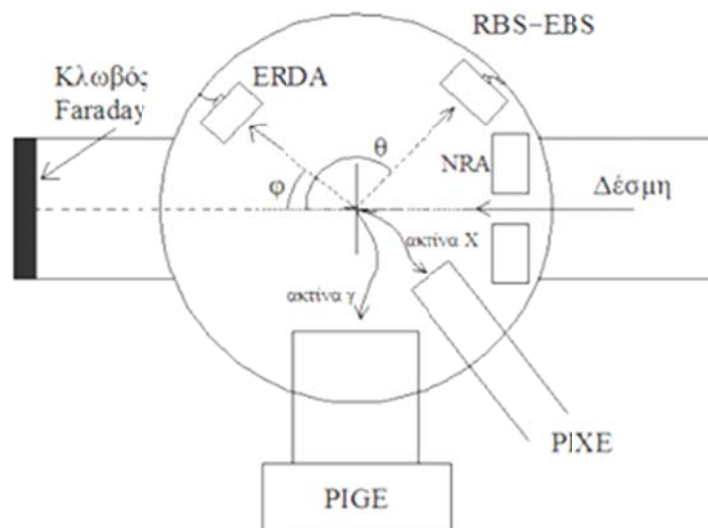 RBS-EBS
Κλωβός
Faraday
ERDA
θ
NRA
φ
Δέσμη
ακτίνα Χ
ακτίνα γ
PIXE
PIGE